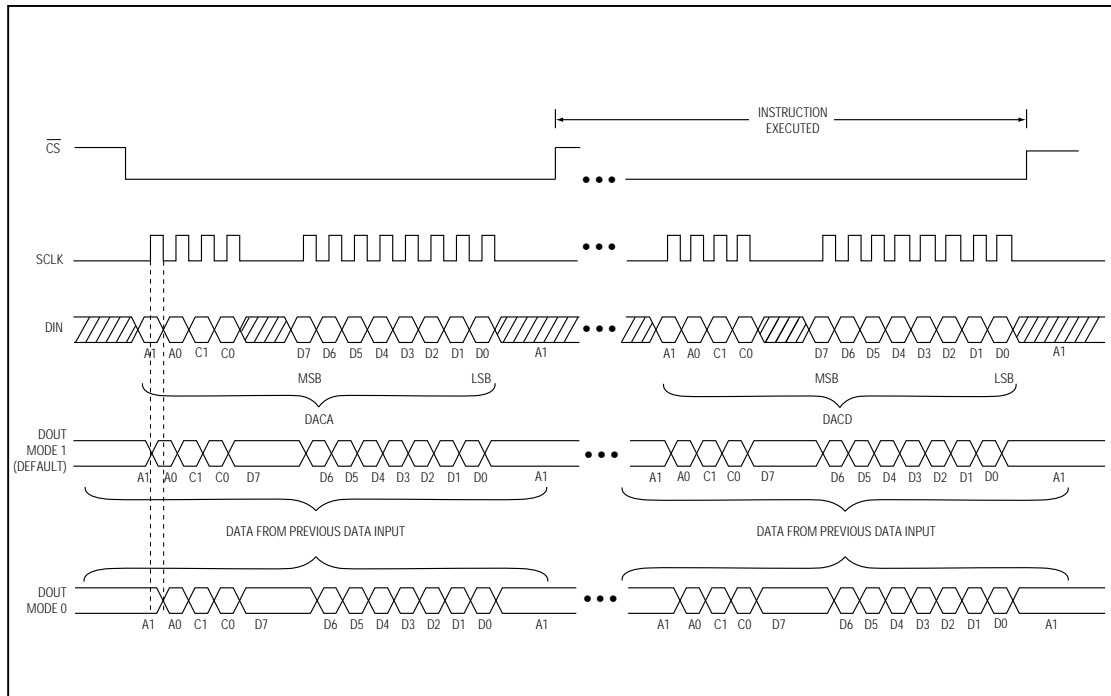 INSTRUCTION
EXECUTED
CS
SCLK
DIN
A1 A0 C1 C0 D7 D6 D5 D4 D3 D2 D1 D0 A1 A1 A0 C1 C0 D7 D6 D5 D4 D3 D2 D1 D0 A1
MSB LSB MSB LSB
DACA DACD
DOUT
MODE 1
(DEFAULT)
A1 A0 C1 C0 D7 D6 D5 D4 D3 D2 D1 D0 A1 A1 A0 C1 C0 D7 D6 D5 D4 D3 D2 D1 D0 A1
DATA FROM PREVIOUS DATA INPUT DATA FROM PREVIOUS DATA INPUT
DOUT
MODE 0
A1 A0 C1 C0 D7 D6 D5 D4 D3 D2 D1 D0 A1 A1 A0 C1 C0 D7 D6 D5 D4 D3 D2 D1 D0 A1